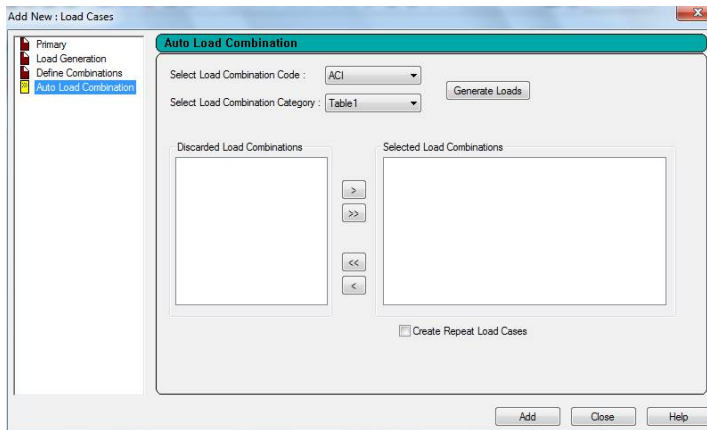 Add New : Load Cases
Primary
Load Generation
Define Combinations
Auto Load Combination
Auto Load Combination
Select Load Combination Code :
ACI
Select Load Combination Category :
Table1
Generate Loads
Discarded Load Combinations
Selected Load Combinations
>
>>
<<
<
Create Repeat Load Cases
Add
Close
Help